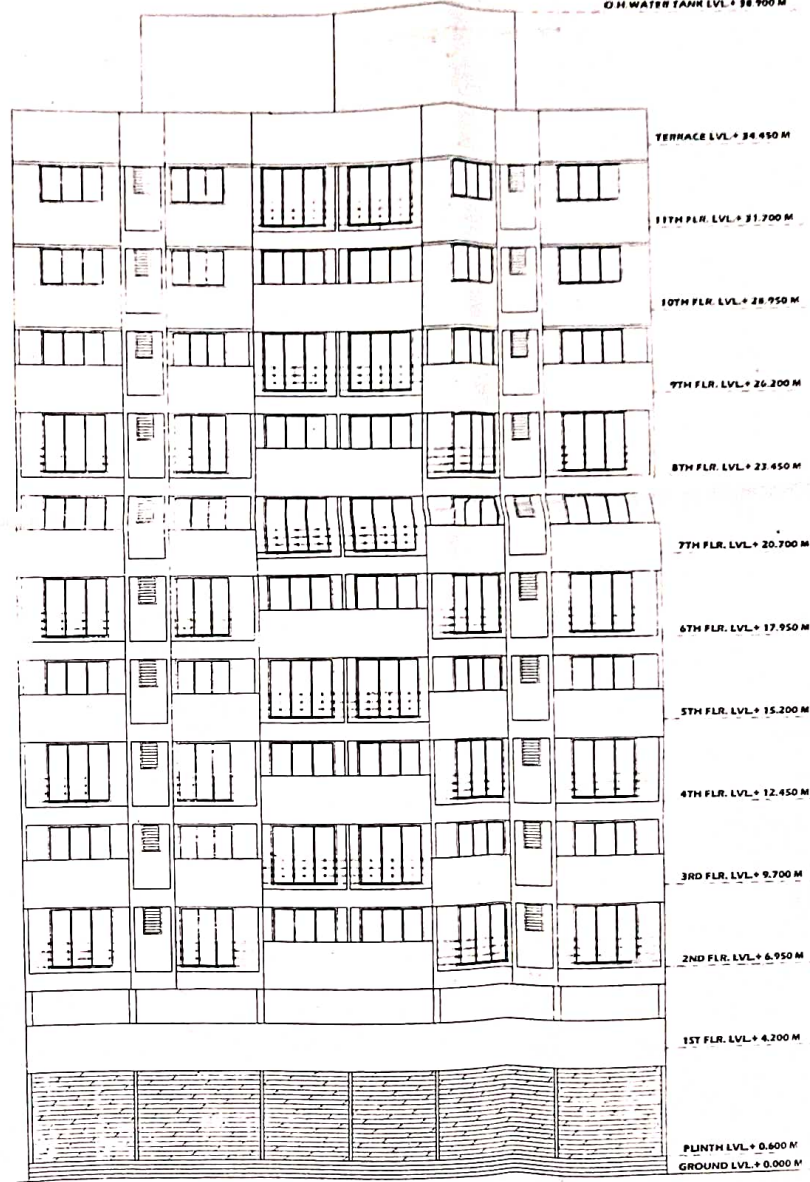 O.H.WATER TANK LVL.+ 38.900 M
TERRACE LVL.+ 34.450 M
11TH FLR. LVL.+ 31.700 M
10TH FLR. LVL.+ 28.950 M
9TH FLR. LVL.+ 26.200 M
8TH FLR. LVL.+ 23.450 M
7TH FLR. LVL.+ 20.700 M
6TH FLR. LVL.+ 17.950 M
5TH FLR. LVL.+ 15.200 M
4TH FLR. LVL.+ 12.450 M
3RD FLR. LVL.+ 9.700 M
2ND FLR. LVL.+ 6.950 M
1ST FLR. LVL.+ 4.200 M
PLINTH LVL.+ 0.600 M
GROUND LVL.+ 0.000 M